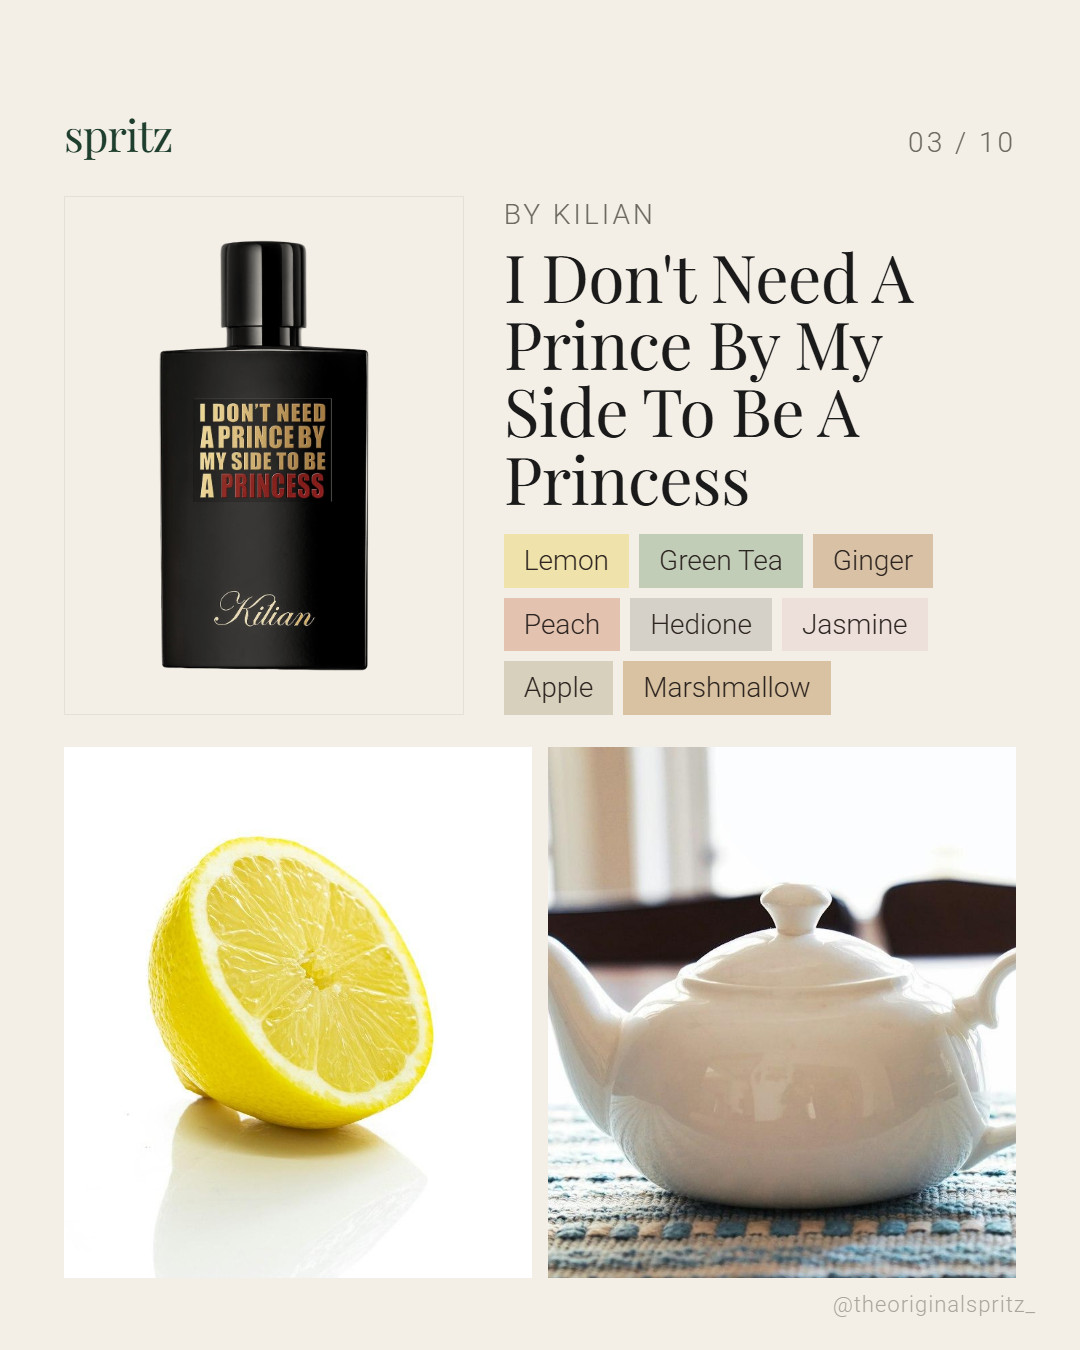 spritz
03 / 10
BY KILIAN
I Don't Need A
Prince By My
Side To Be A
Princess
I DON'T NEED
A PRINCE BY
MY SIDE TO BE
A PRINCESS
Kilian
Lemon
Green Tea
Ginger
Peach
Hedione
Jasmine
Apple
Marshmallow
@theoriginalspritz_